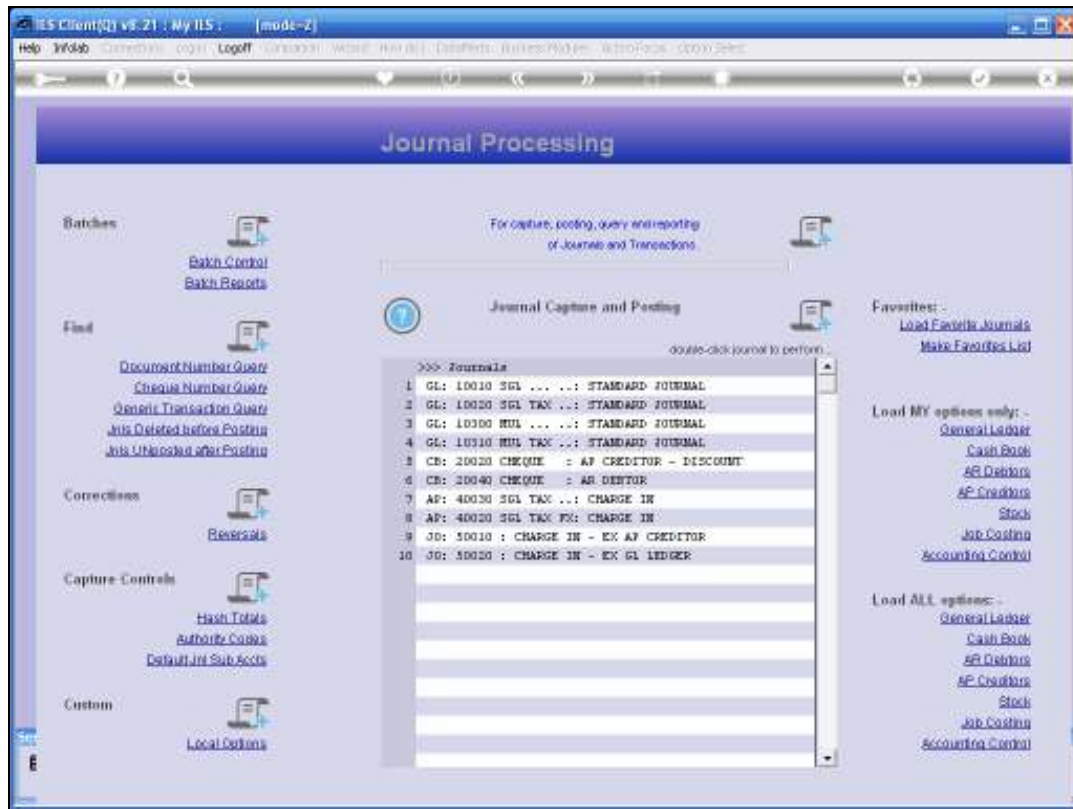 IES Client(Q) v8.21 : My IES : [mode-Z]
Help Infolab Logoff
Journal Processing
Batches
Batch Control
Batch Reports
Find
Document Number Query
Cheque Number Query
Generic Transaction Query
Jnls Deleted before Posting
Jnls UNposted after Posting
Corrections
Reversals
Capture Controls
Hash Totals
Authority Codes
Default Jnl Sub Accts
Custom
Local Options
For capture, posting, query and reporting
of Journals and Transactions
Journal Capture and Posting
double-click journal to perform ..
>>> Journals
1 GL: 10010 SGL ... ..: STANDARD JOURNAL
2 GL: 10020 SGL TAX ..: STANDARD JOURNAL
3 GL: 10300 MUL ... ..: STANDARD JOURNAL
4 GL: 10310 MUL TAX ..: STANDARD JOURNAL
5 CB: 20020 CHEQUE : AP CREDITOR - DISCOUNT
6 CB: 20040 CHEQUE : AR DEBTOR
7 AP: 40030 SGL TAX ..: CHARGE IN
8 AP: 40020 SGL TAX FX: CHARGE IN
9 JO: 50010 : CHARGE IN - EX AP CREDITOR
10 JO: 50020 : CHARGE IN - EX GL LEDGER
Favorites: -
Load Favorite Journals
Make Favorites List
Load MY options only: -
General Ledger
Cash Book
AR Debtors
AP Creditors
Stock
Job Costing
Accounting Control
Load ALL options: -
General Ledger
Cash Book
AR Debtors
AP Creditors
Stock
Job Costing
Accounting Control